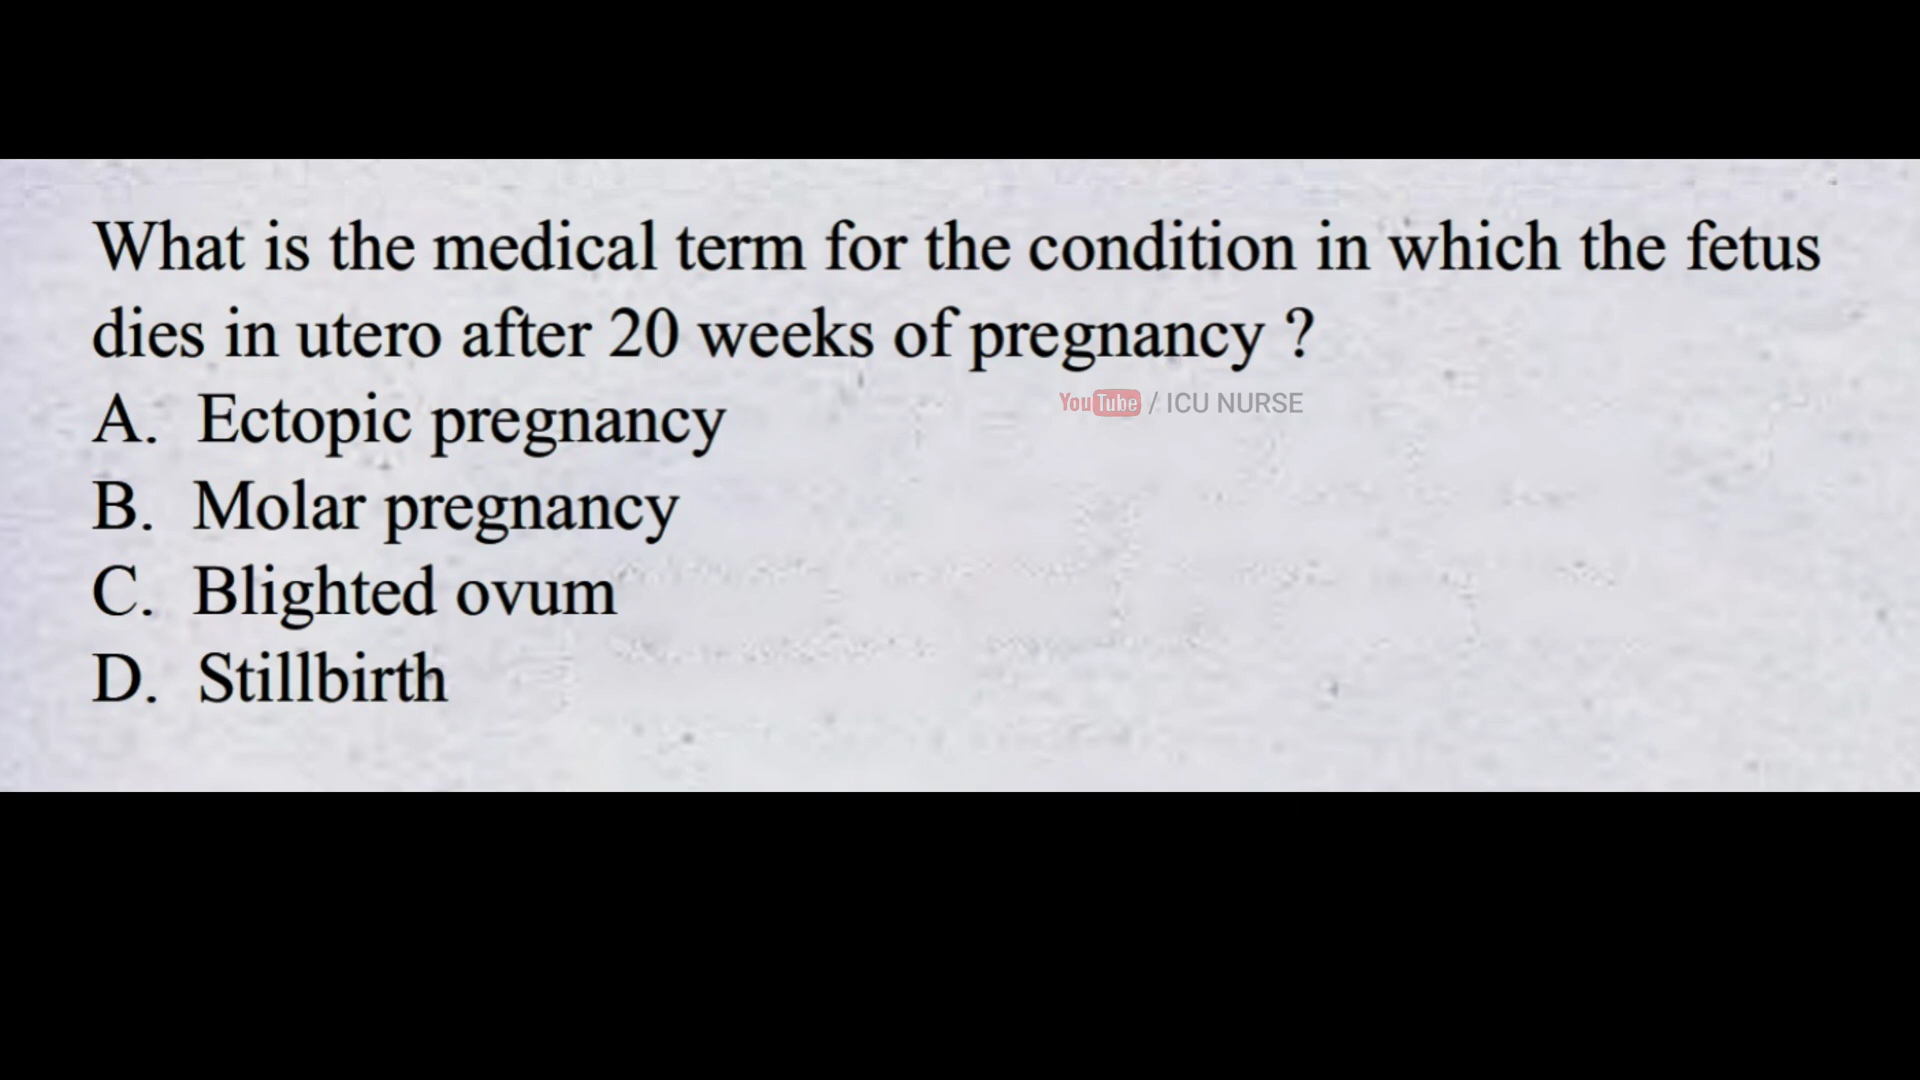 What is the medical term for the condition in which the fetus
dies in utero after 20 weeks of pregnancy ?
A. Ectopic pregnancy
YouTube / ICU NURSE
B. Molar pregnancy
C. Blighted ovum
D. Stillbirth